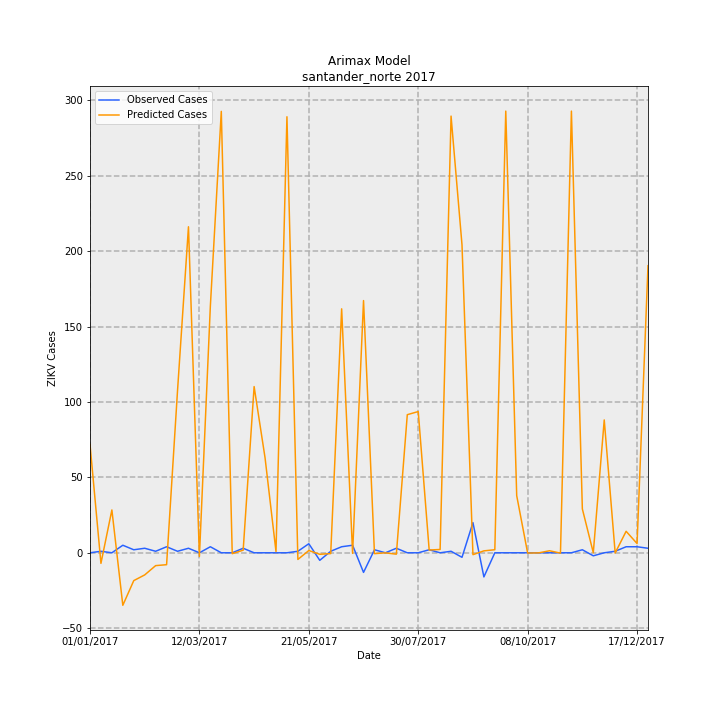 Arimax Model
santander_norte 2017
Observed Cases
Predicted Cases
300
250
200
150
100
50
0
−50
ZIKV Cases
01/01/2017 12/03/2017 21/05/2017 30/07/2017 08/10/2017 17/12/2017
Date